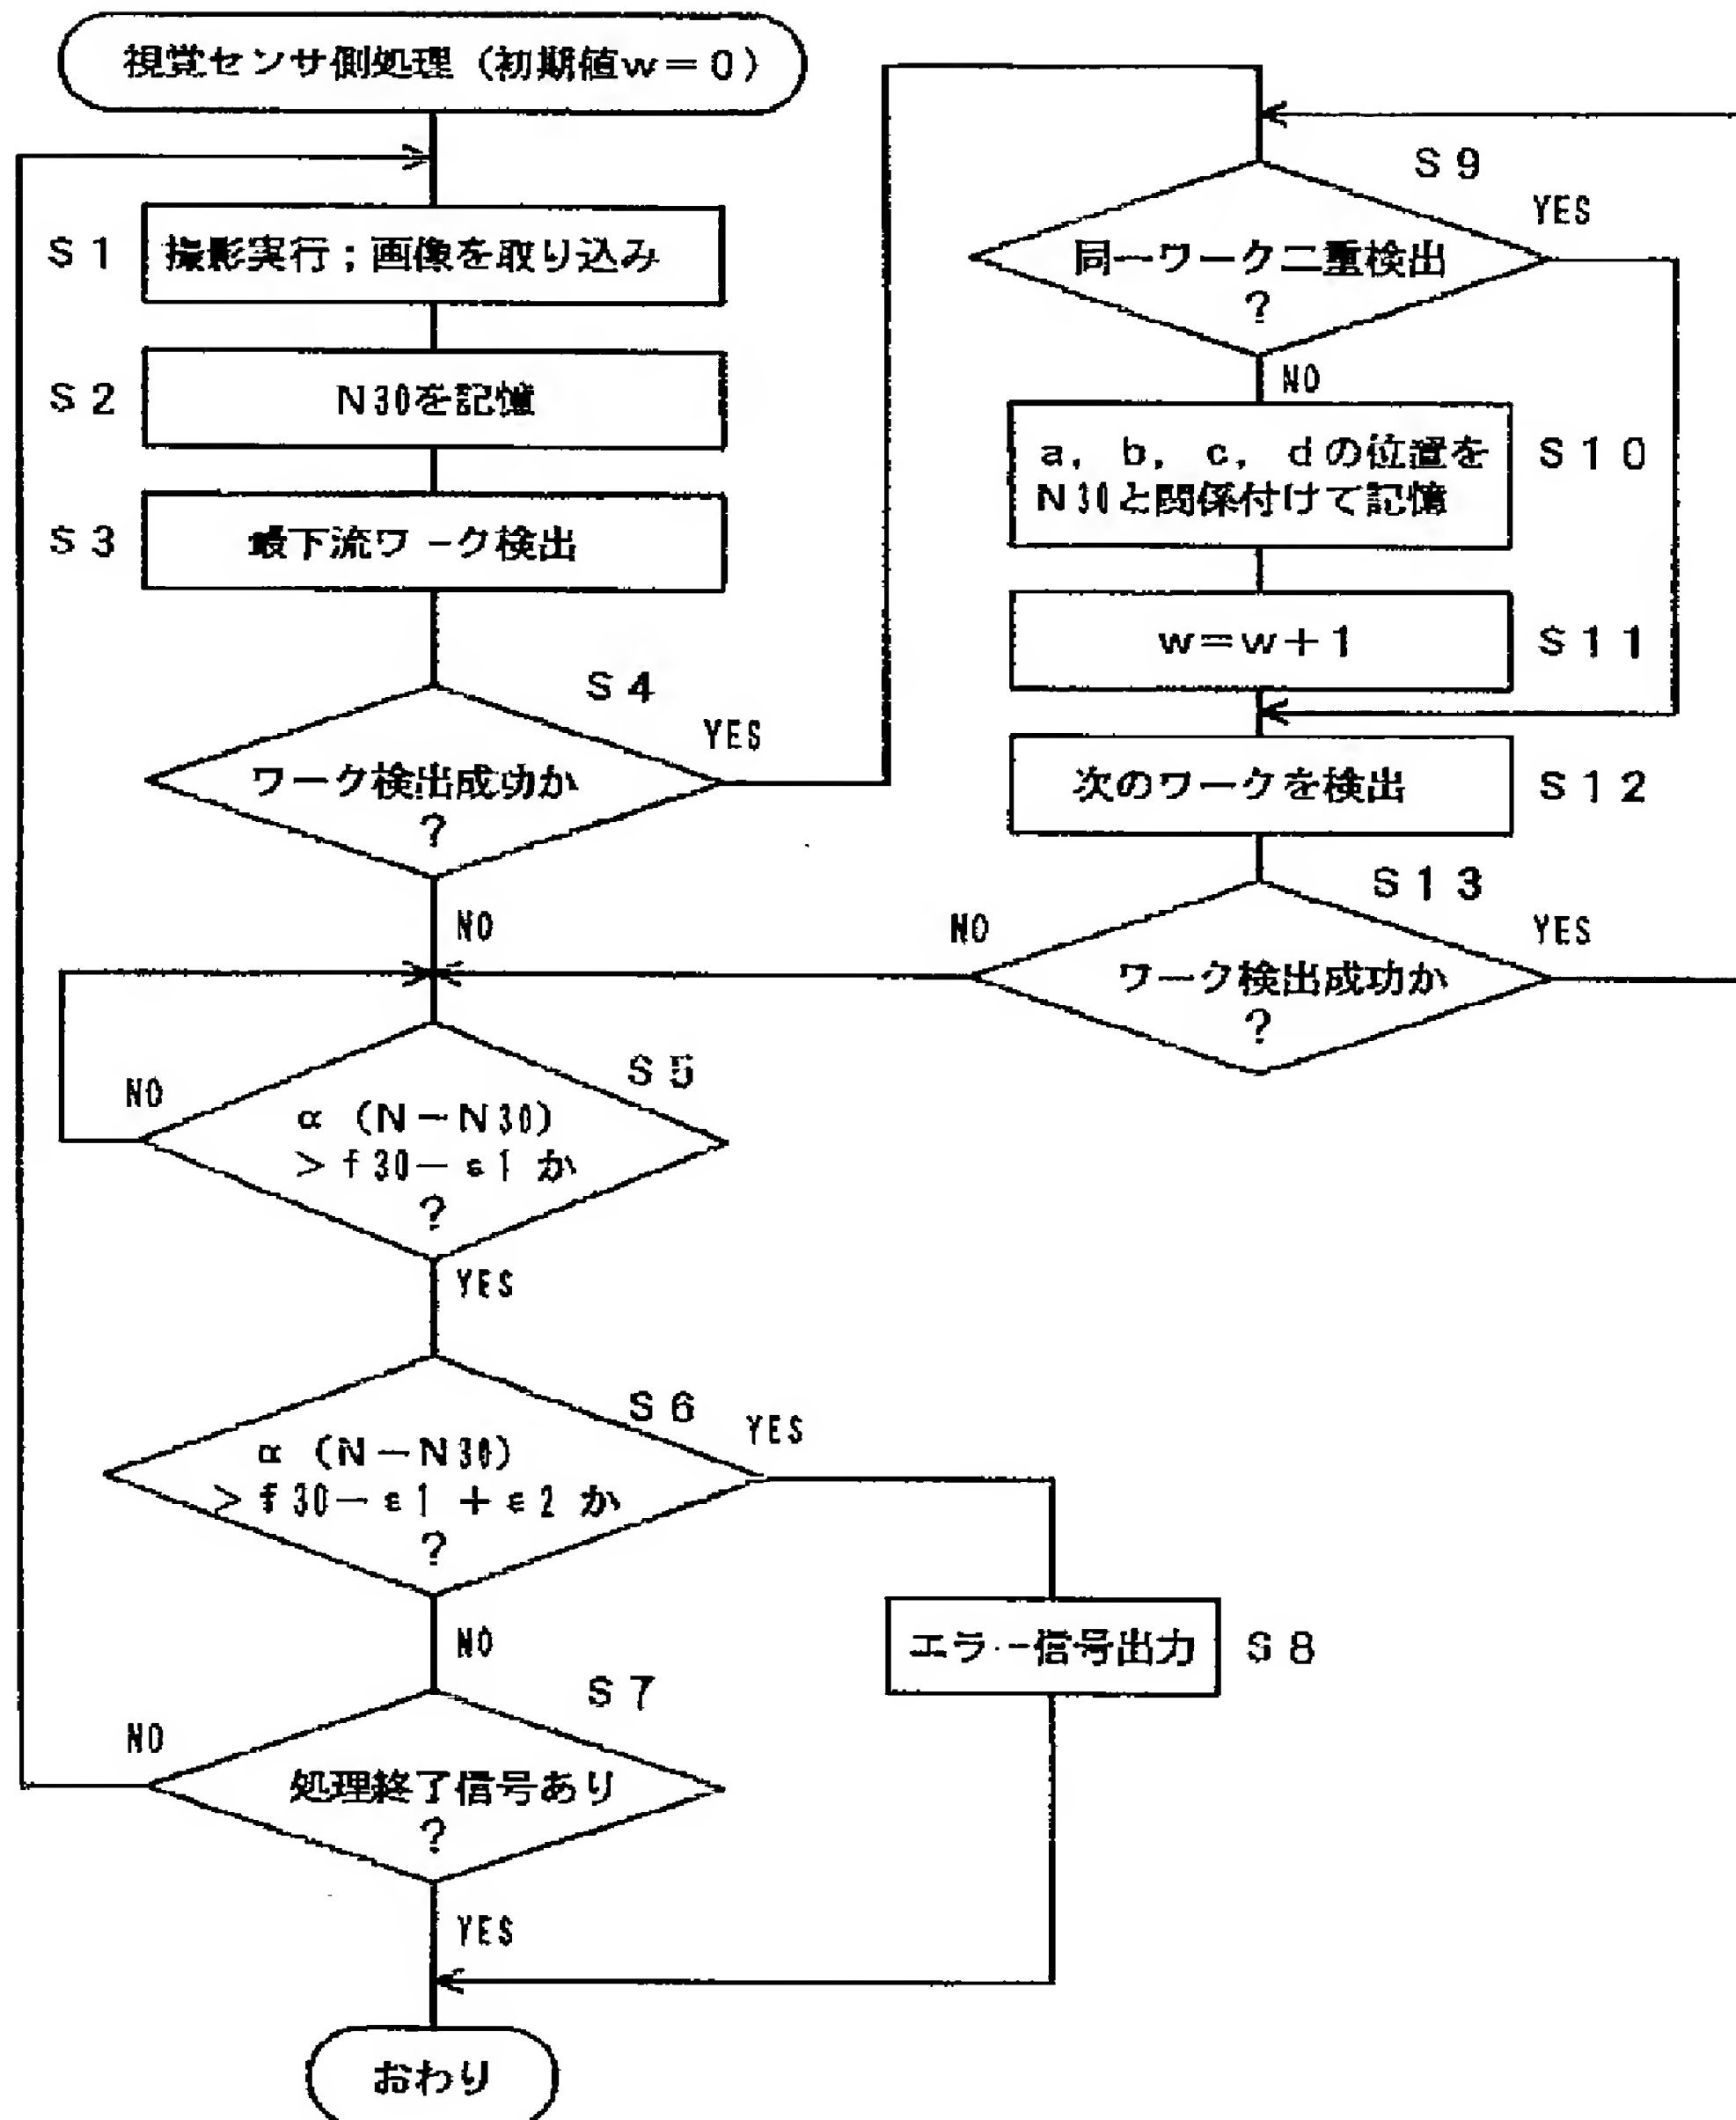 視覚センサ側処理（初期値w＝0）
S1
撮影実行；画像を取り込み
S2
N30を記憶
S3
最下流ワーク検出
S4
YES
ワーク検出成功か
？
NO
S5
NO
α（N－N30）
＞f30－ε1 か
？
YES
S6
YES
α（N－N30）
＞f30－ε1 ＋ε2 か
？
NO
エラー信号出力
S8
S7
NO
処理終了信号あり
？
YES
おわり
S9
YES
同一ワーク二重検出
？
NO
a，b，c，dの位置を
N30と関係付けて記憶
S10
w＝w＋1
S11
次のワークを検出
S12
S13
NO
YES
ワーク検出成功か
？